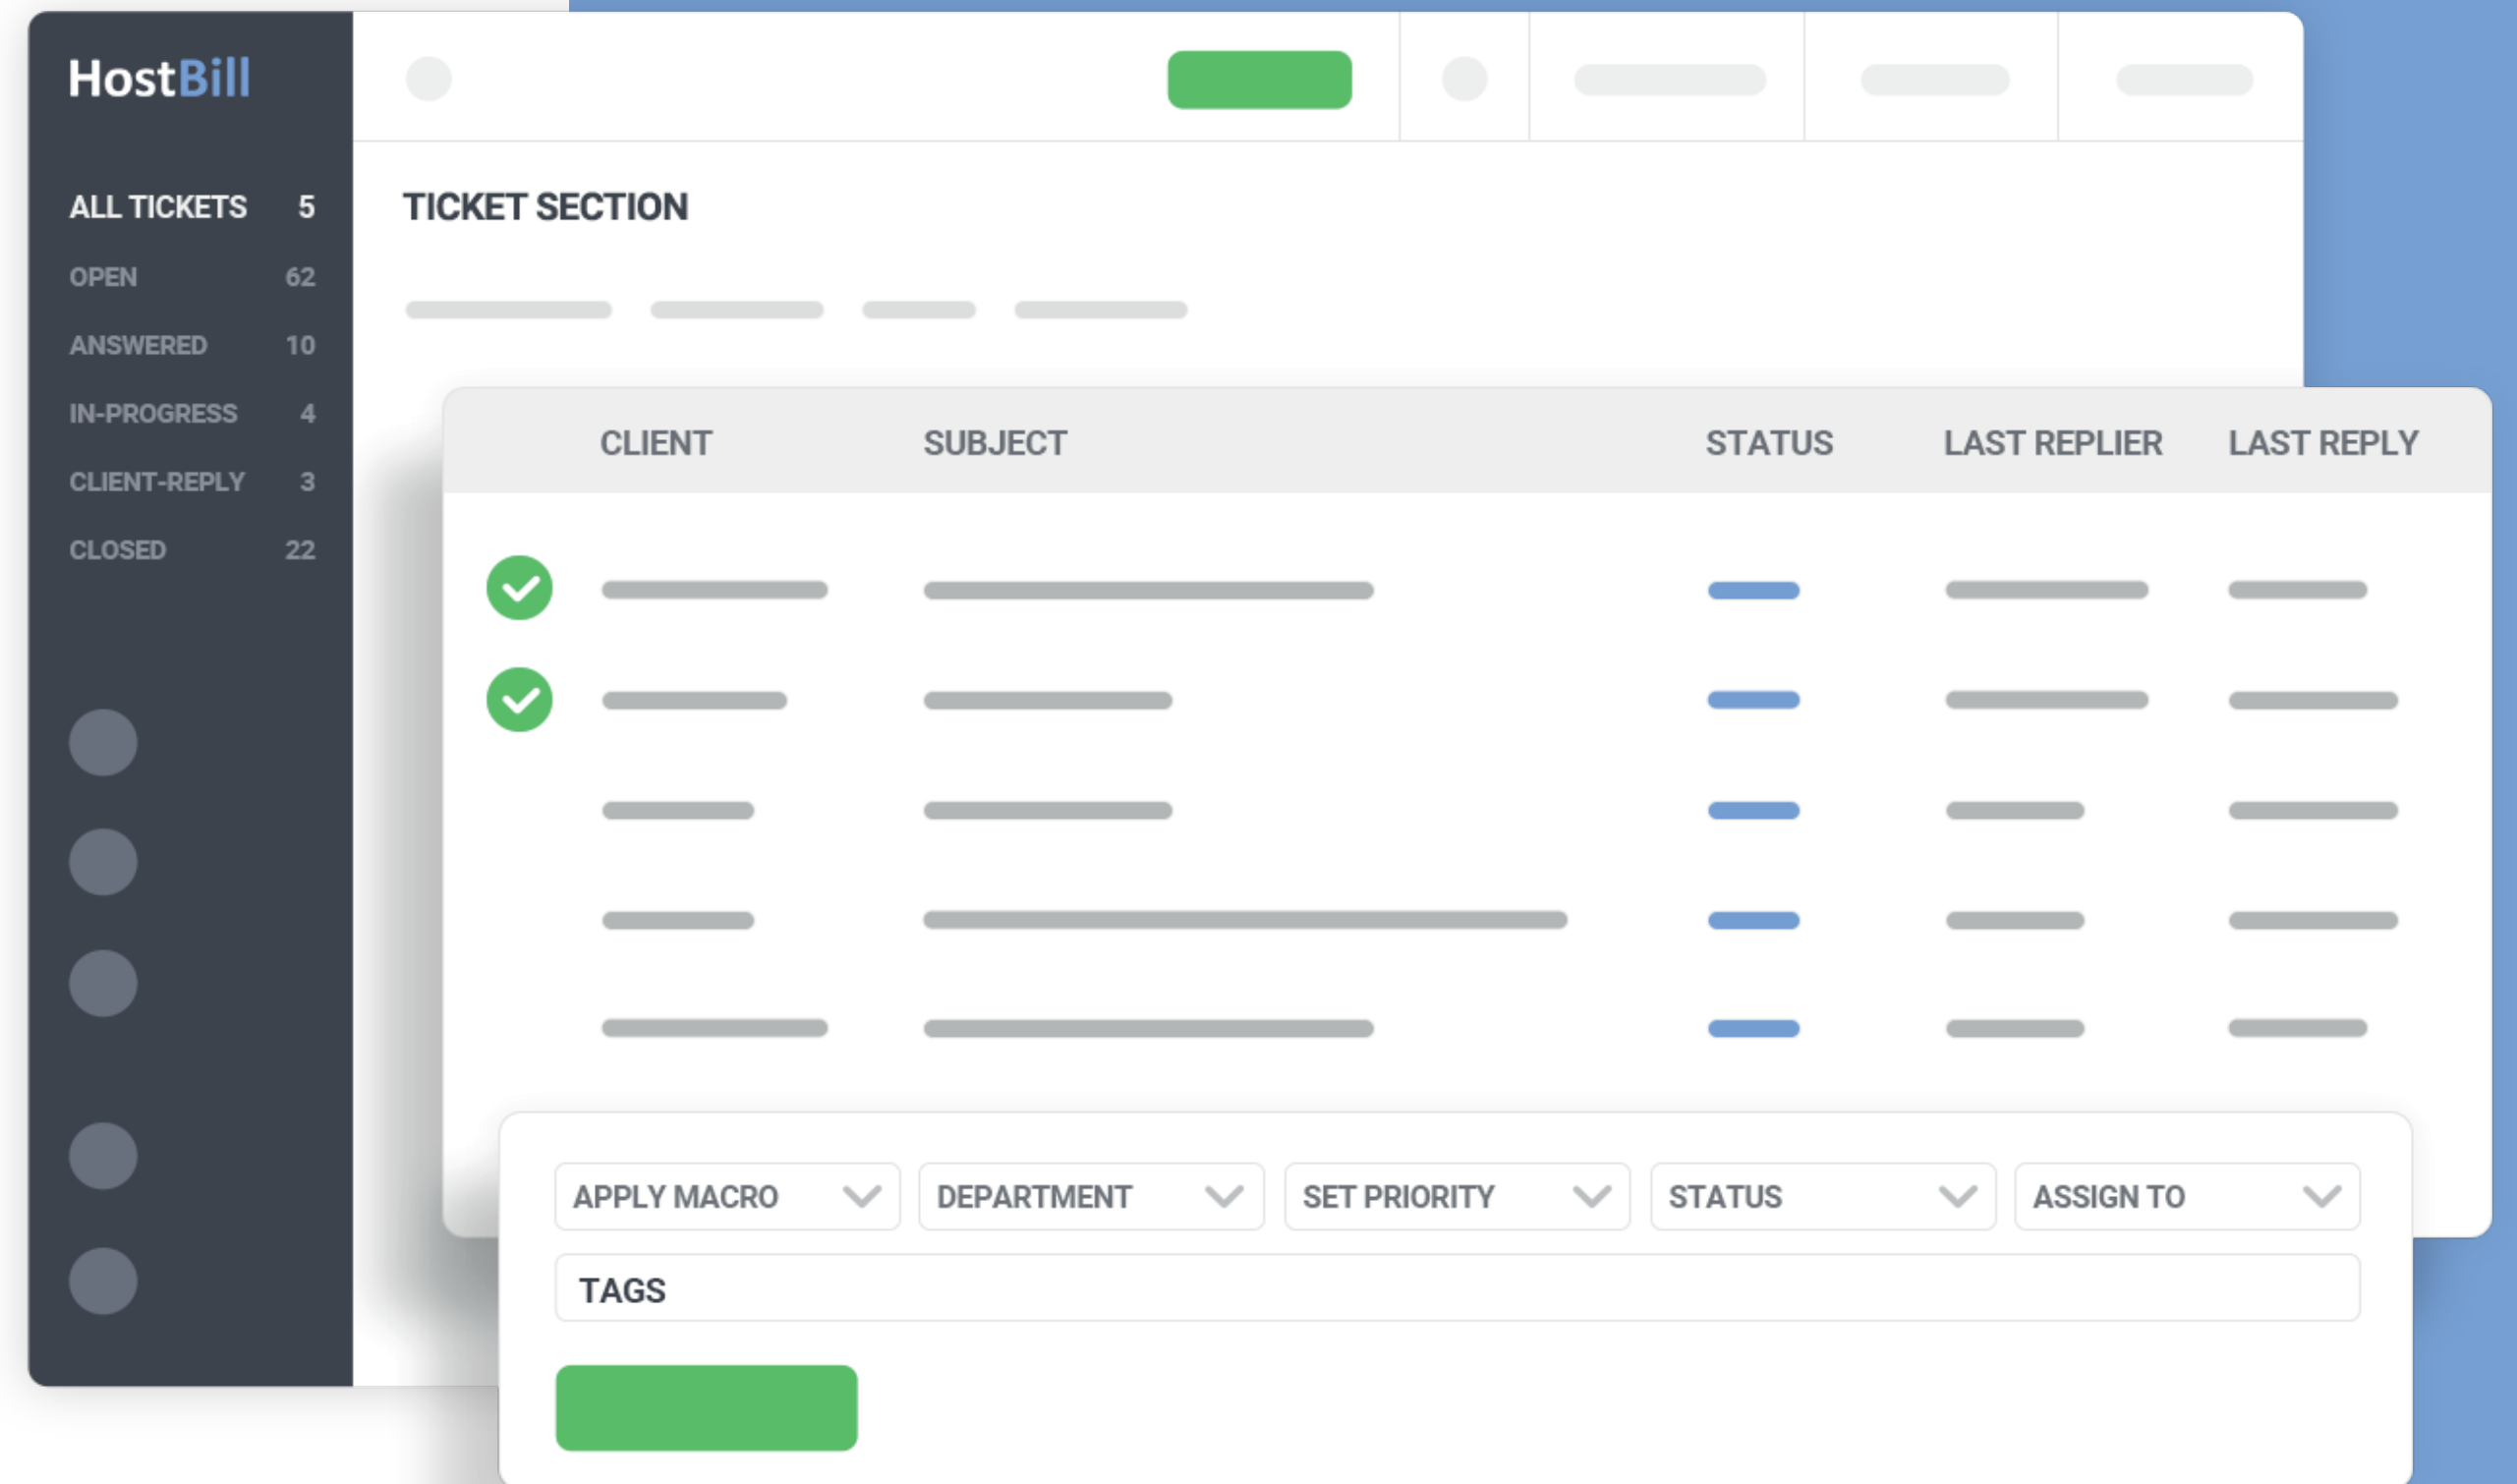 HostBill
ALL TICKETS 5
OPEN 62
ANSWERED 10
IN-PROGRESS 4
CLIENT-REPLY 3
CLOSED 22
TICKET SECTION
CLIENT SUBJECT STATUS LAST REPLIER LAST REPLY
APPLY MACRO DEPARTMENT SET PRIORITY STATUS ASSIGN TO
TAGS